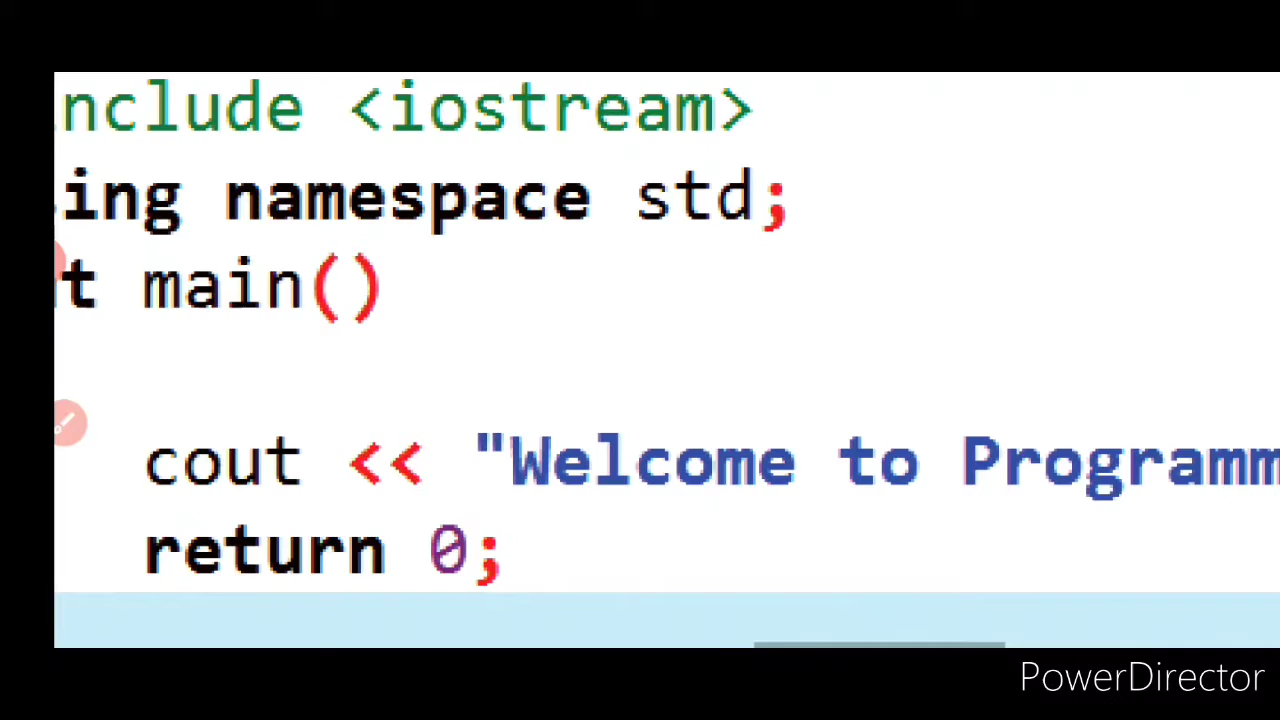 nclude <iostream>
ing namespace std;
t main()
cout << "Welcome to Programm
return 0;
PowerDirector